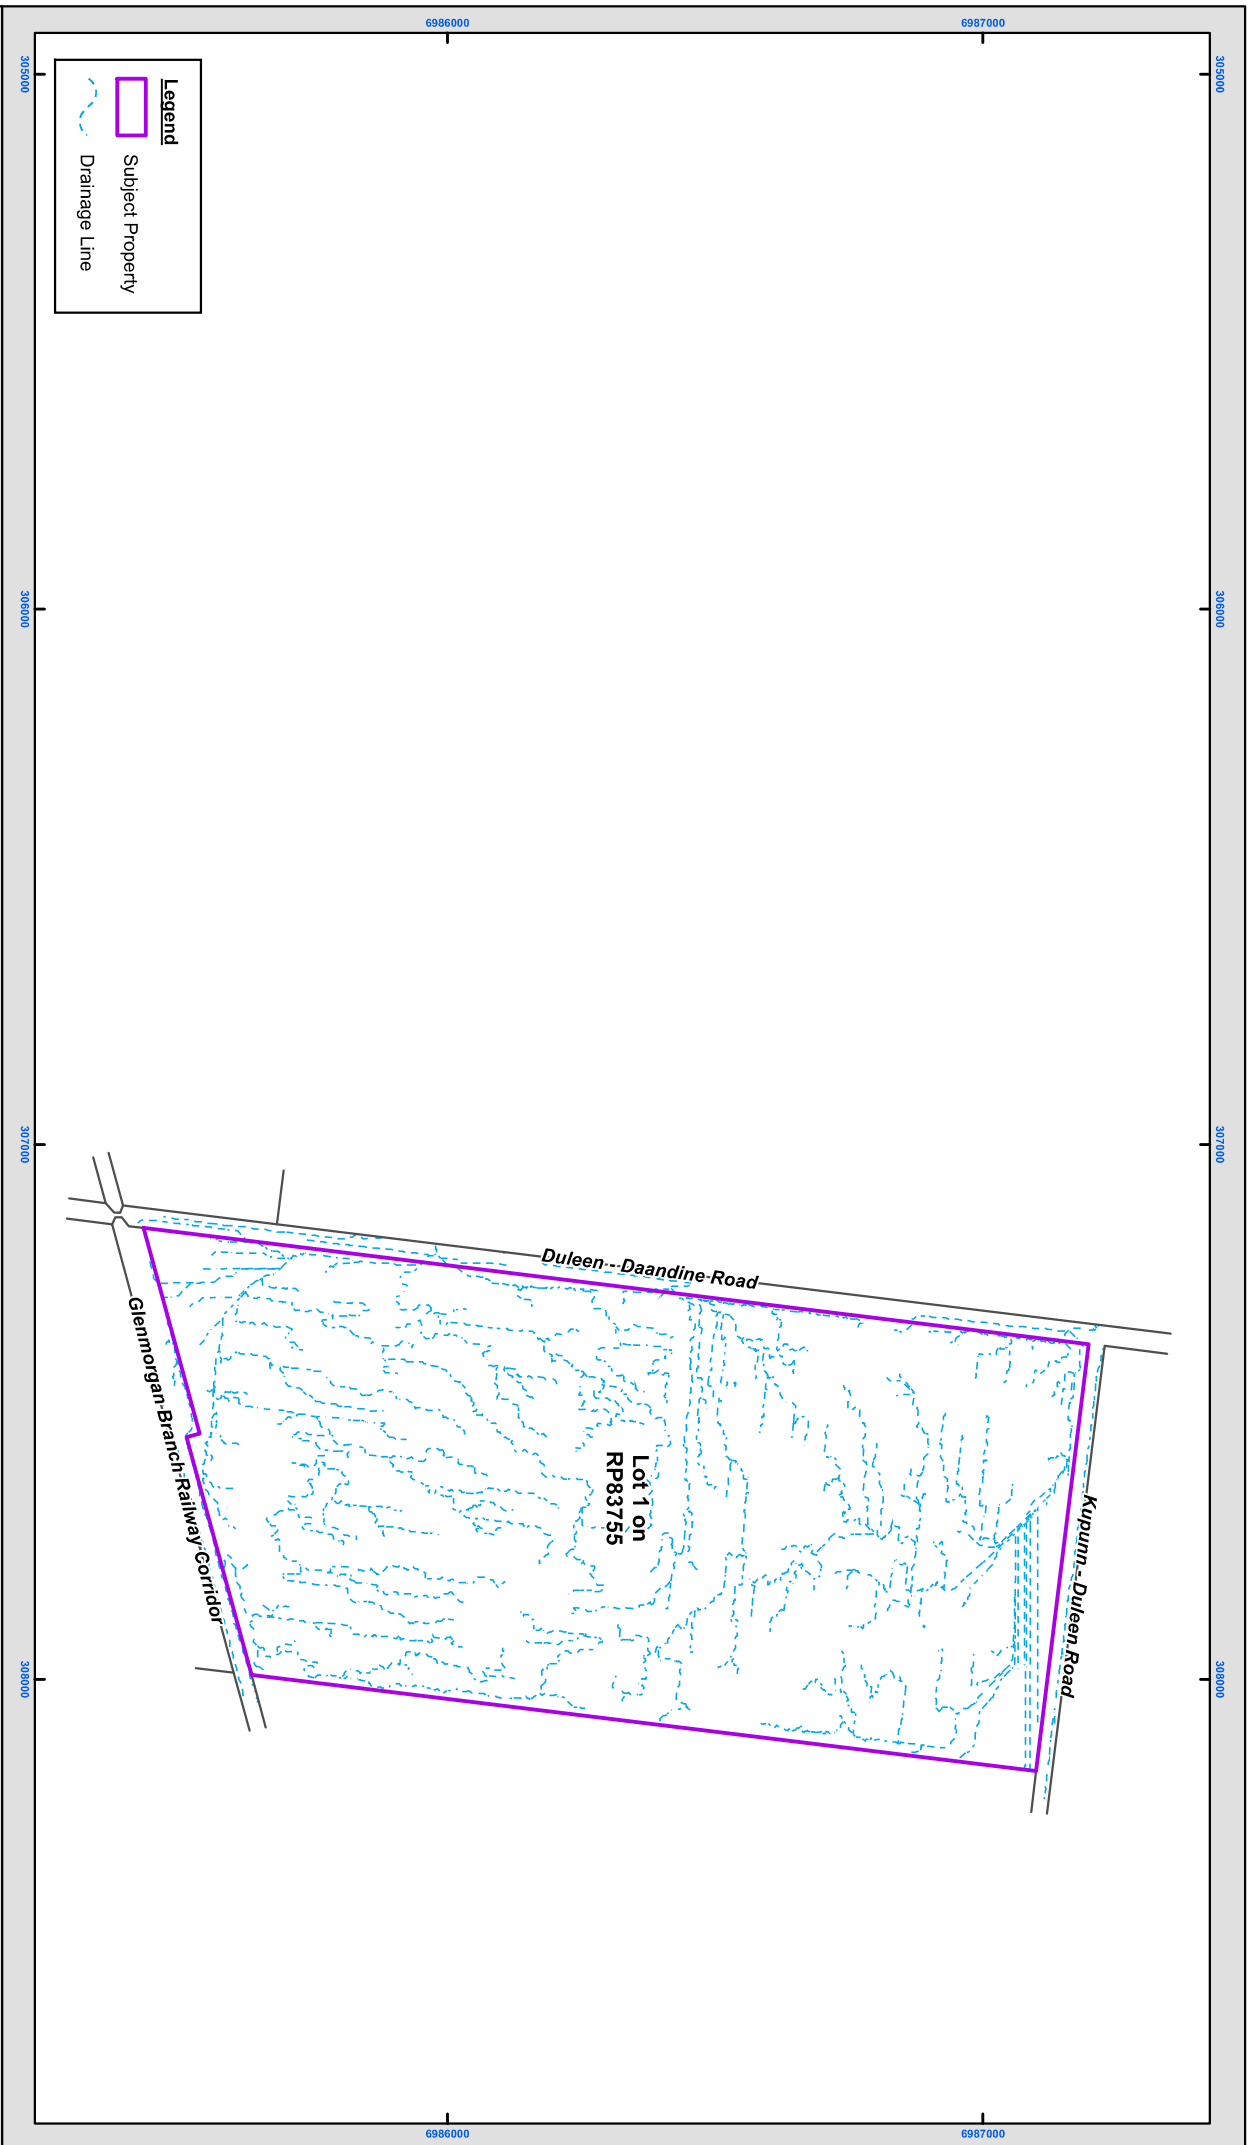 6986000
6987000
305000
305000
Legend
Subject Property
Drainage Line
306000
306000
307000
307000
Duleen - Daandine Road
Kupunn - Duleen Road
Glenmorgan Branch Railway Corridor
Lot 1 on
RP83755
308000
308000
6986000
6987000